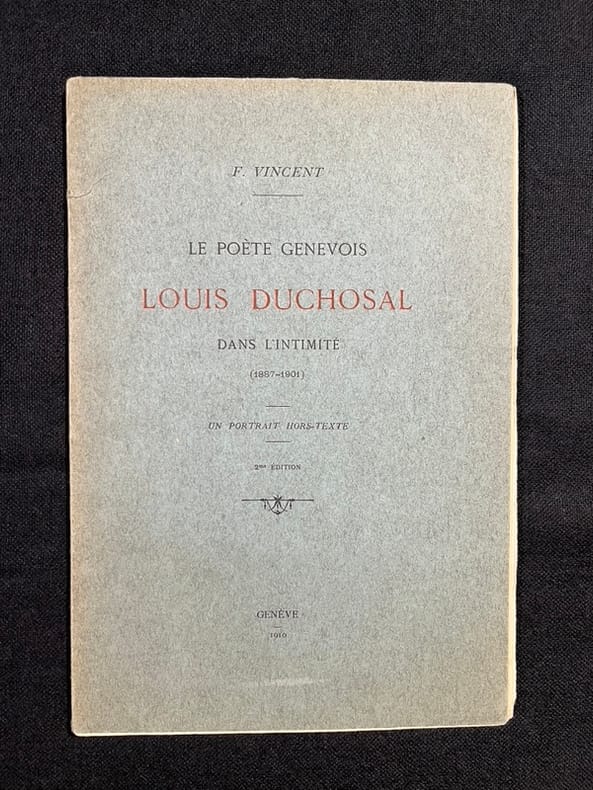 F. VINCENT
LE POÈTE GENEVOIS
LOUIS DUCHOSAL
DANS L'INTIMITÉ
(1887-1901)
UN PORTRAIT HORS-TEXTE
2me ÉDITION
GENÈVE
1910